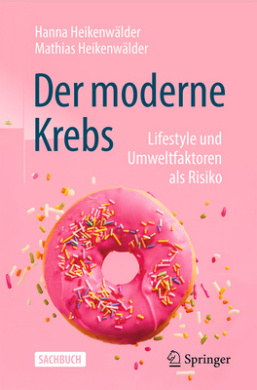 Hanna Heikenwälder
Mathias Heikenwälder
Der moderne
Krebs
Lifestyle und
Umweltfaktoren
als Risiko
SACHBUCH
Springer